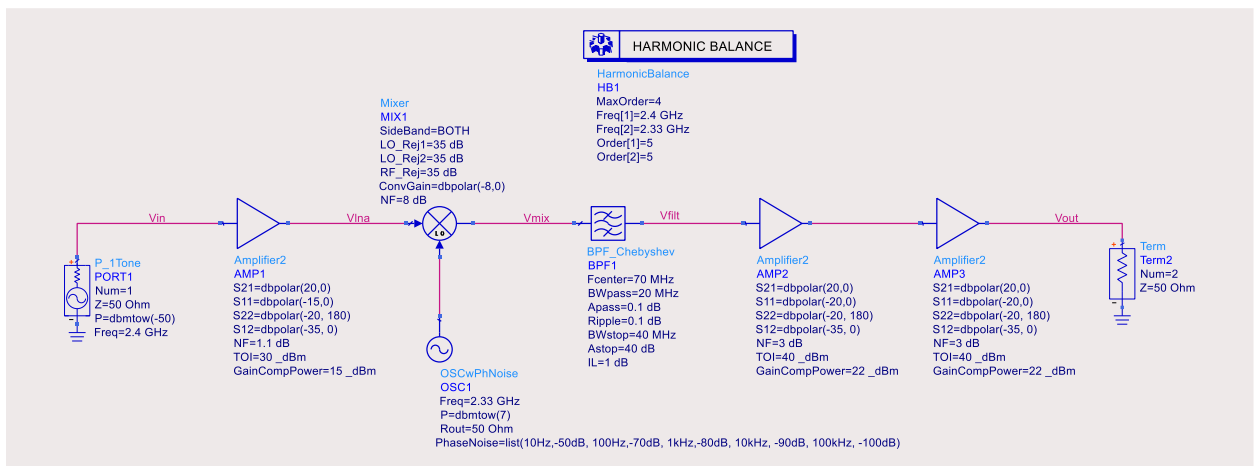 HARMONIC BALANCE
HarmonicBalance
HB1
MaxOrder=4
Freq[1]=2.4 GHz
Freq[2]=2.33 GHz
Order[1]=5
Order[2]=5
Mixer
MIX1
SideBand=BOTH
LO_Rej1=35 dB
LO_Rej2=35 dB
RF_Rej=35 dB
ConvGain=dbpolar(-8,0)
NF=8 dB
Vin
Vlna
Vmix
Vfilt
Vout
LO
P_1Tone
PORT1
Num=1
Z=50 Ohm
P=dbmtow(-50)
Freq=2.4 GHz
Amplifier2
AMP1
S21=dbpolar(20,0)
S11=dbpolar(-15,0)
S22=dbpolar(-20, 180)
S12=dbpolar(-35, 0)
NF=1.1 dB
TOI=30 _dBm
GainCompPower=15 _dBm
OSCwPhNoise
OSC1
Freq=2.33 GHz
P=dbmtow(7)
Rout=50 Ohm
PhaseNoise=list(10Hz,-50dB, 100Hz,-70dB, 1kHz,-80dB, 10kHz, -90dB, 100kHz, -100dB)
BPF_Chebyshev
BPF1
Fcenter=70 MHz
BWpass=20 MHz
Apass=0.1 dB
Ripple=0.1 dB
BWstop=40 MHz
Astop=40 dB
IL=1 dB
Amplifier2
AMP2
S21=dbpolar(20,0)
S11=dbpolar(-20,0)
S22=dbpolar(-20, 180)
S12=dbpolar(-35, 0)
NF=3 dB
TOI=40 _dBm
GainCompPower=22 _dBm
Amplifier2
AMP3
S21=dbpolar(20,0)
S11=dbpolar(-20,0)
S22=dbpolar(-20, 180)
S12=dbpolar(-35, 0)
NF=3 dB
TOI=40 _dBm
GainCompPower=22 _dBm
Term
Term2
Num=2
Z=50 Ohm